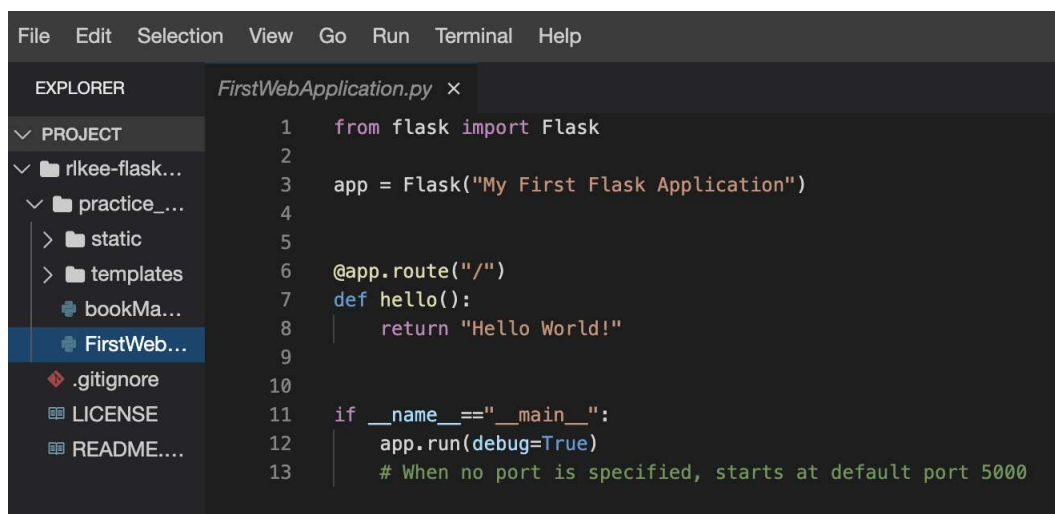 File Edit Selection View Go Run Terminal Help
EXPLORER
FirstWebApplication.py ×
PROJECT
rlkee-flask...
practice_...
static
templates
bookMa...
FirstWeb...
.gitignore
LICENSE
README....
1 from flask import Flask
2
3 app = Flask("My First Flask Application")
4
5
6 @app.route("/")
7 def hello():
8 return "Hello World!"
9
10
11 if __name__=="__main__":
12 app.run(debug=True)
13 # When no port is specified, starts at default port 5000